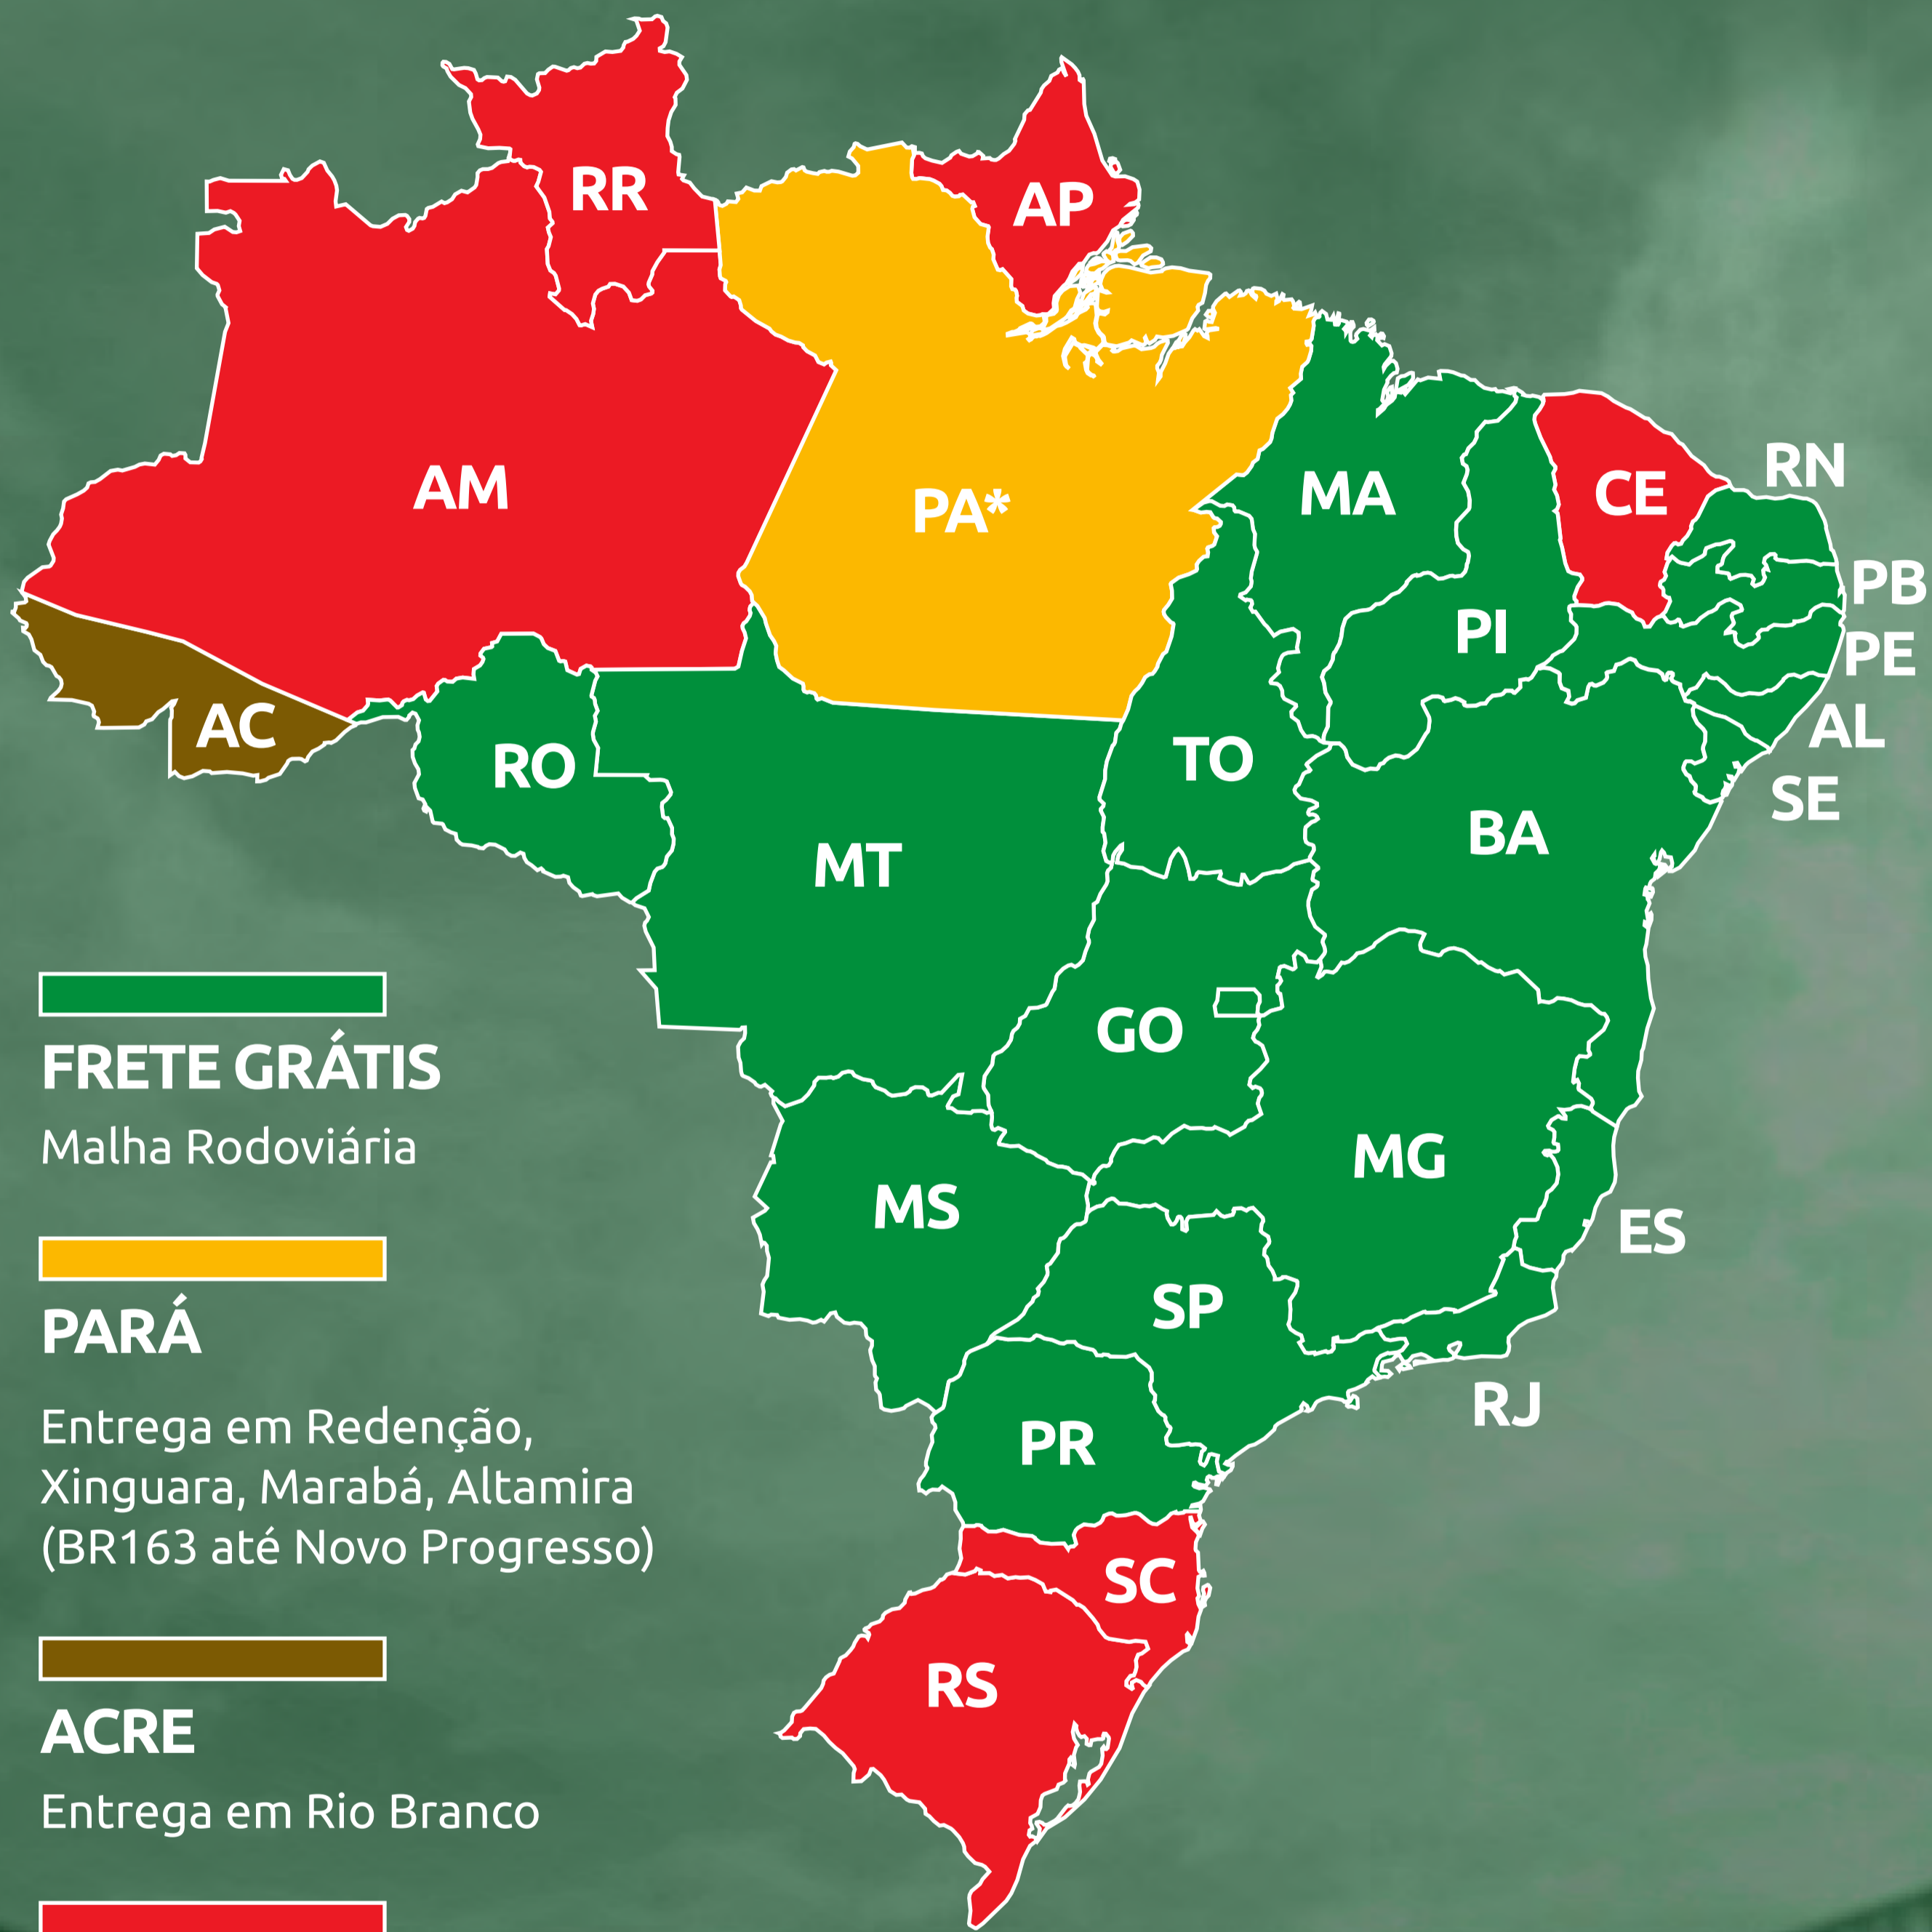 RR
AP
AM
PA*
MA
CE
RN
PB
PI
PE
AC
AL
RO
TO
SE
BA
MT
GO
MG
MS
ES
SP
RJ
PR
SC
RS
FRETE GRÁTIS
Malha Rodoviária
PARÁ
Entrega em Redenção,
Xinguara, Marabá, Altamira
(BR163 até Novo Progresso)
ACRE
Entrega em Rio Branco